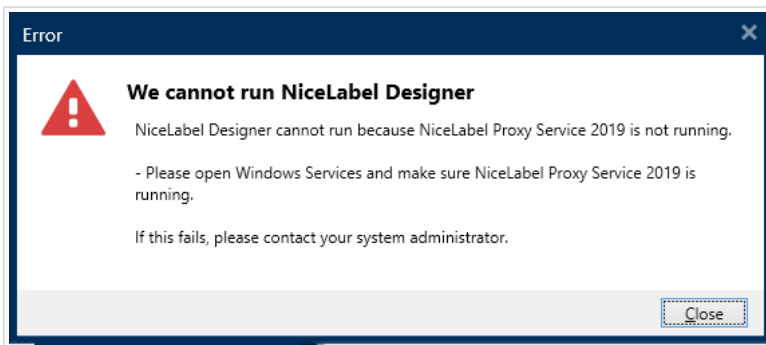 Error
We cannot run NiceLabel Designer
NiceLabel Designer cannot run because NiceLabel Proxy Service 2019 is not running.
- Please open Windows Services and make sure NiceLabel Proxy Service 2019 is
running.
If this fails, please contact your system administrator.
Close